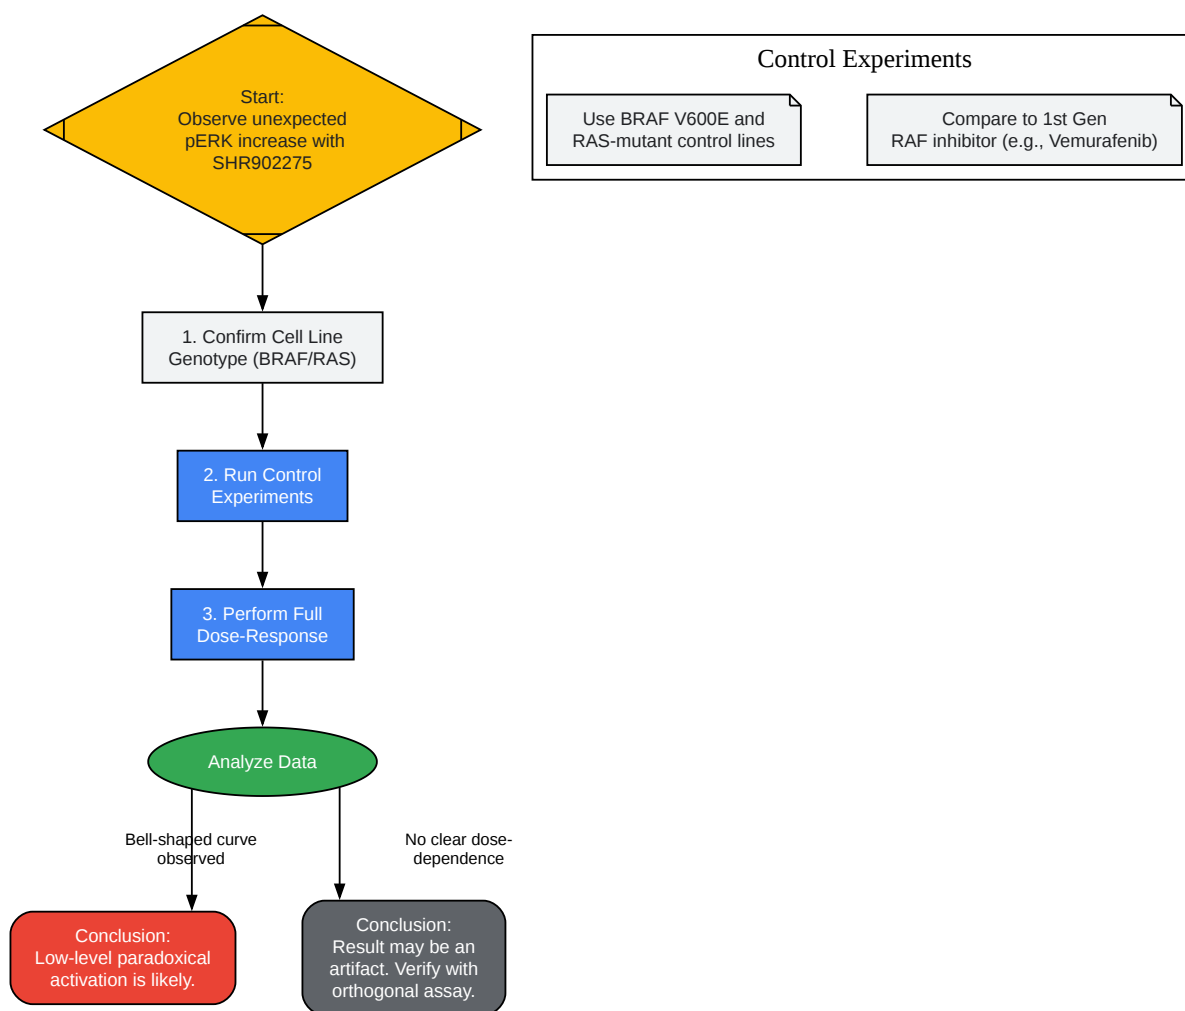 Start:
Observe unexpected
pERK increase with
SHR902275
Control Experiments
Use BRAF V600E and
RAS-mutant control lines
Compare to 1st Gen
RAF inhibitor (e.g., Vemurafenib)
1. Confirm Cell Line
Genotype (BRAF/RAS)
2. Run Control
Experiments
3. Perform Full
Dose-Response
Analyze Data
Bell-shaped curve
observed
No clear dose-
dependence
Conclusion:
Low-level paradoxical
activation is likely.
Conclusion:
Result may be an
artifact. Verify with
orthogonal assay.